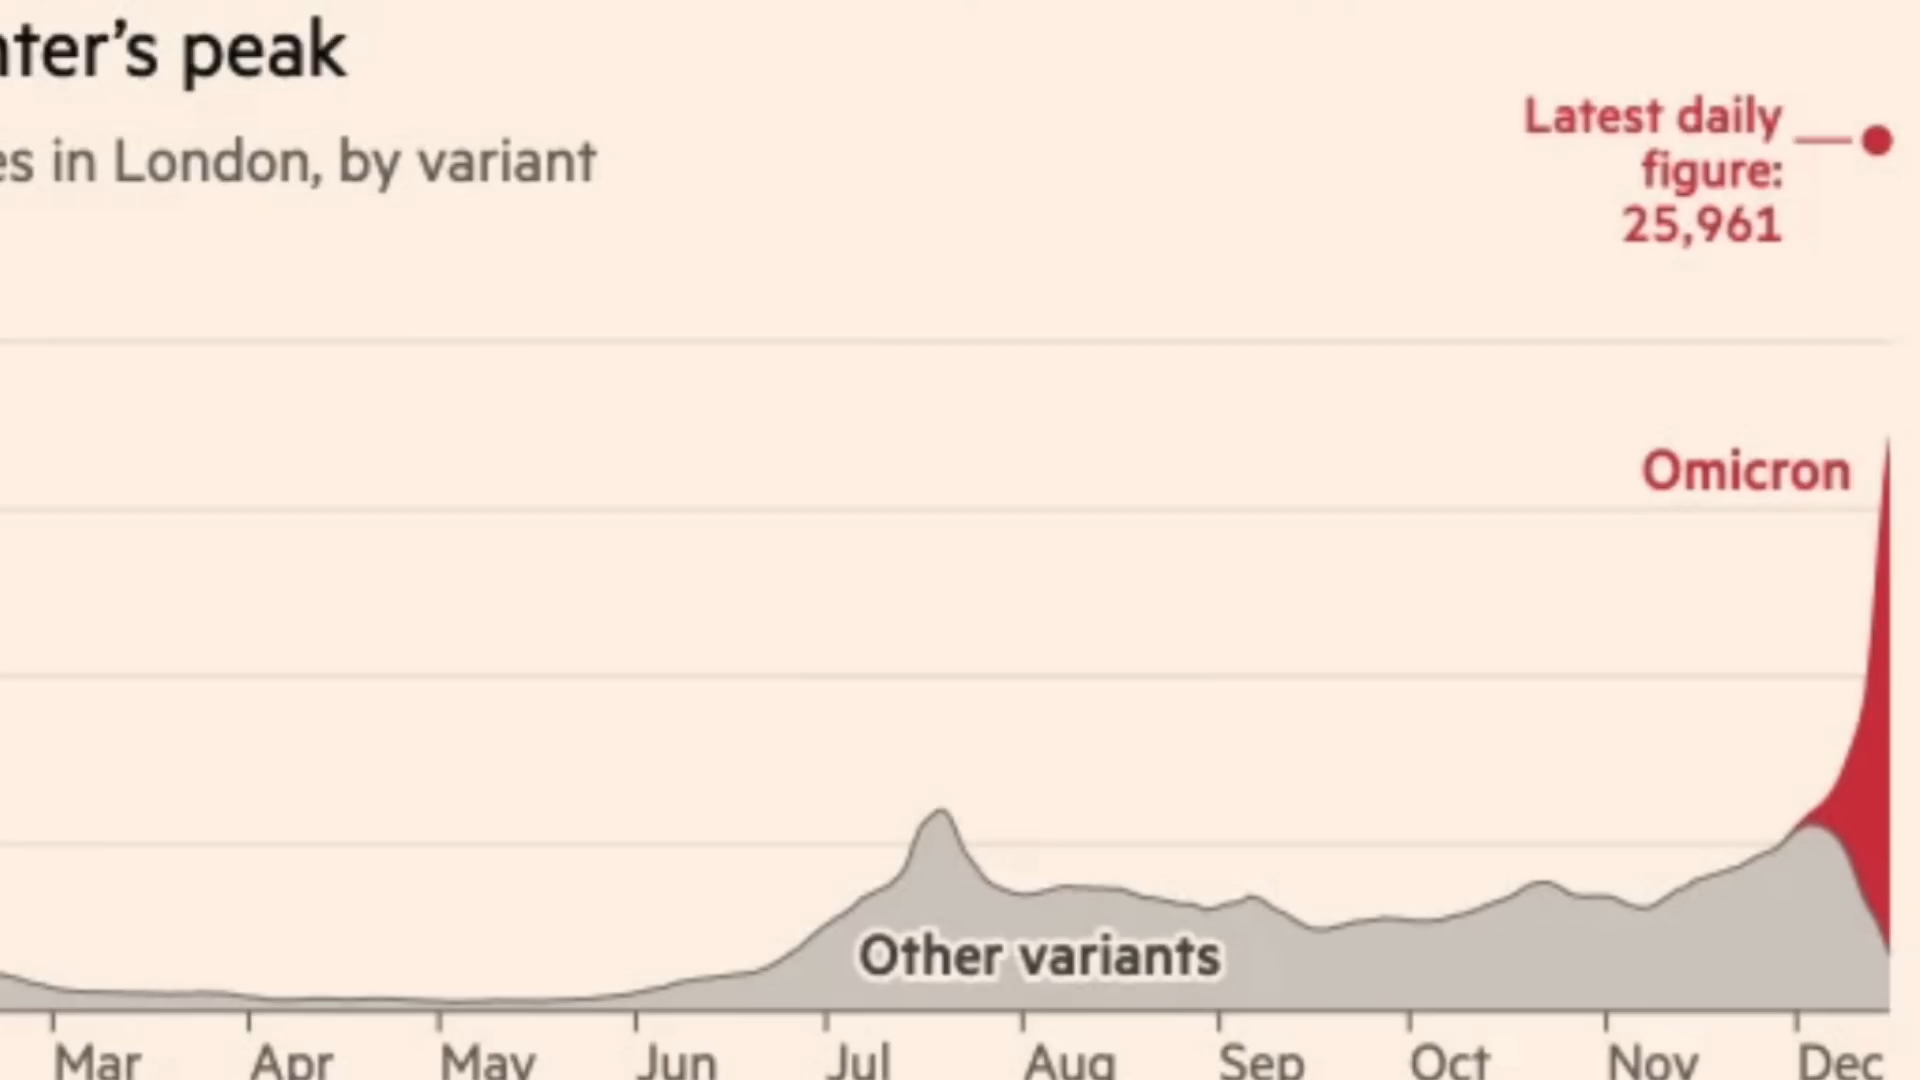 nter’s peak
es in London, by variant
Latest daily
figure:
25,961
Omicron
Other variants
Mar Apr May Jun Jul Aug Sep Oct Nov Dec